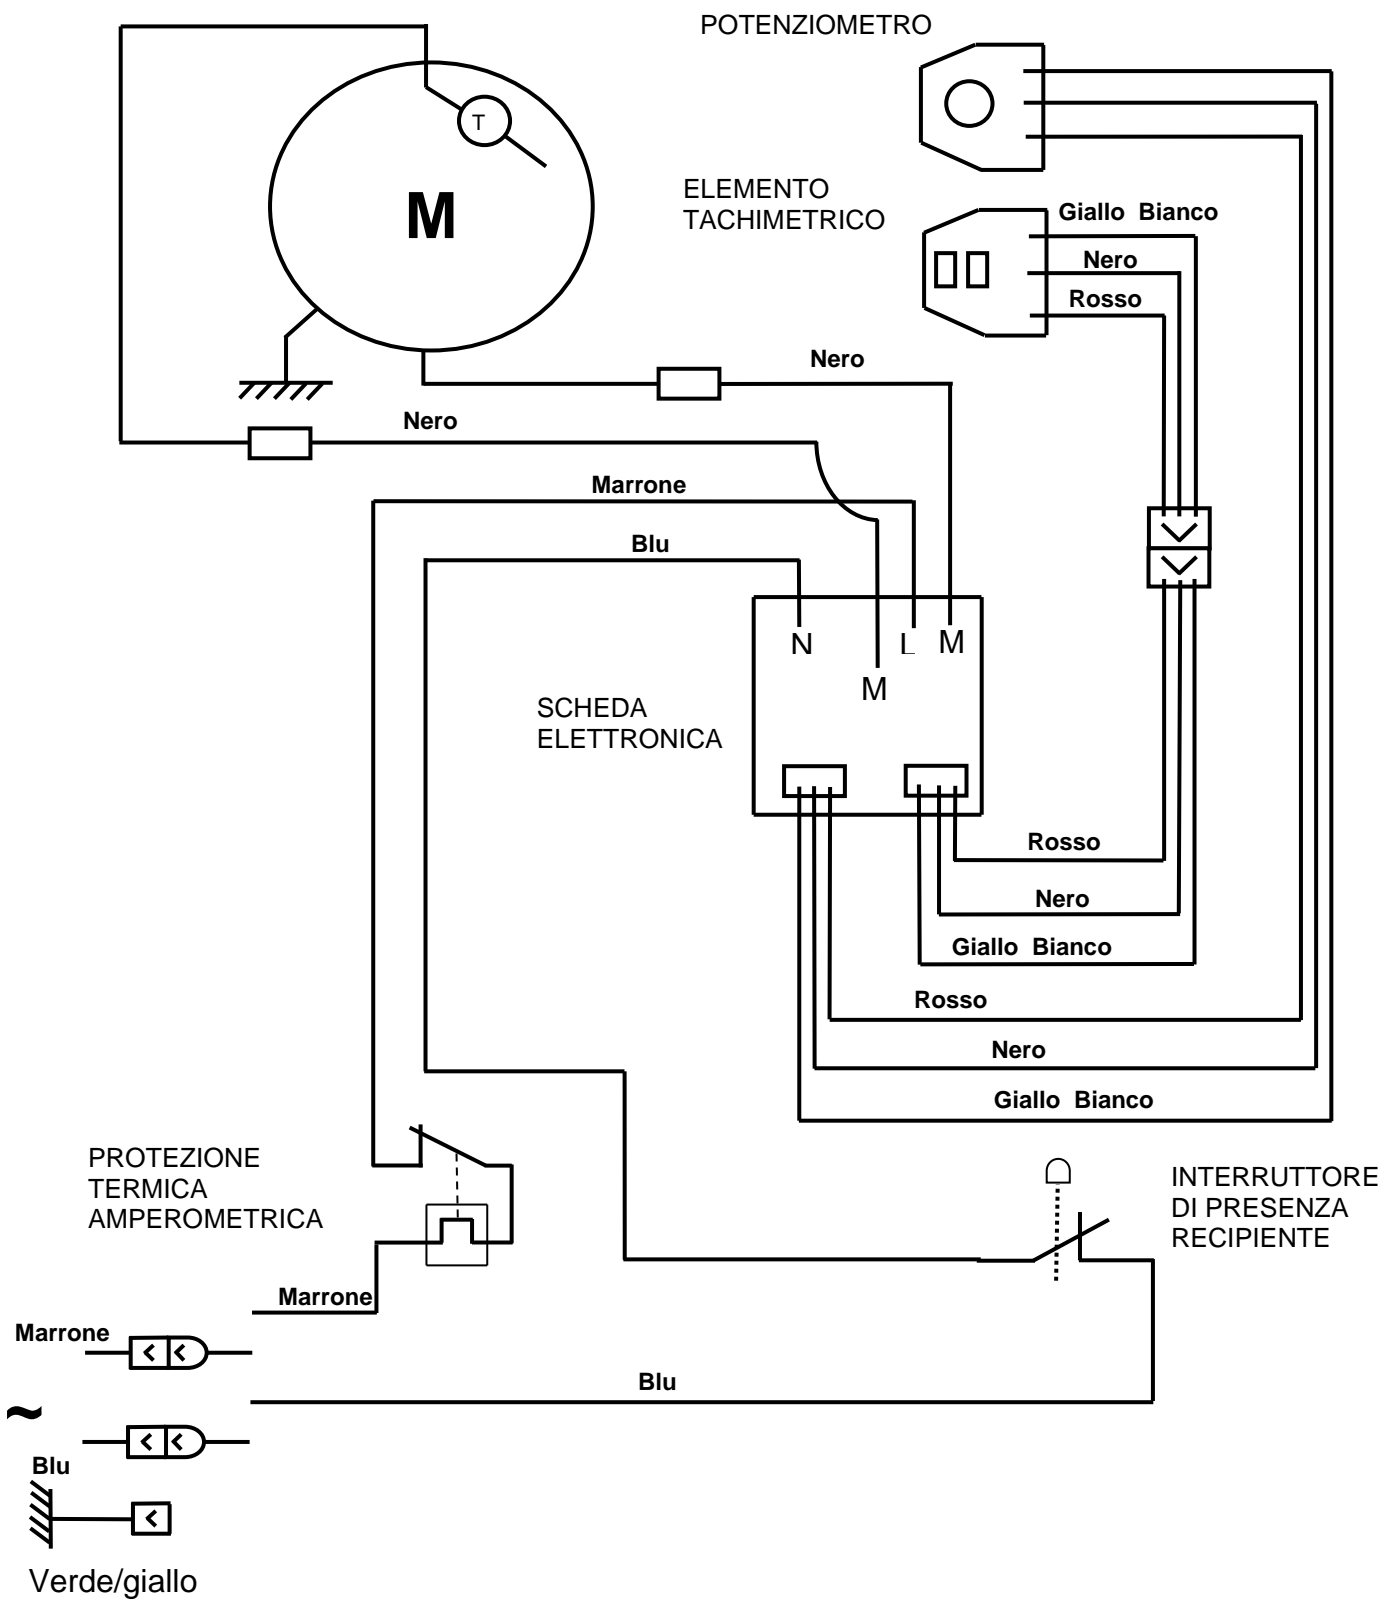 POTENZIOMETRO
T
M
ELEMENTO
TACHIMETRICO
Giallo Bianco
Nero
Rosso
Nero
Nero
Marrone
Blu
N
L
M
M
SCHEDA
ELETTRONICA
Rosso
Nero
Giallo Bianco
Rosso
Nero
Giallo Bianco
PROTEZIONE
TERMICA
AMPEROMETRICA
INTERRUTTORE
DI PRESENZA
RECIPIENTE
Marrone
Marrone
Blu
~
Blu
Verde/giallo